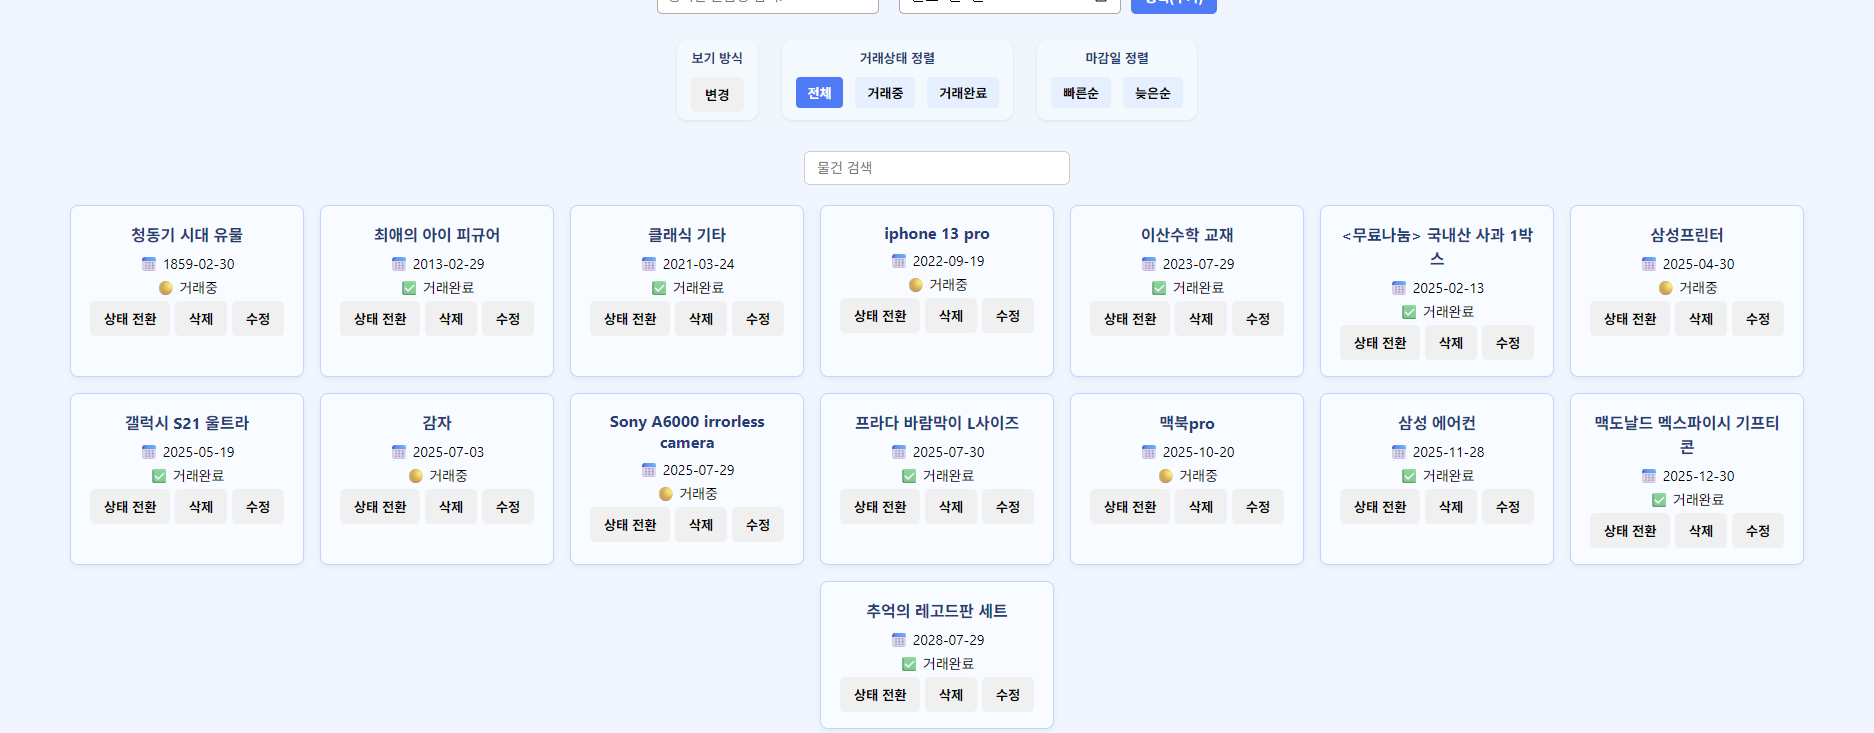 보기 방식
거래상태 정렬
마감일 정렬
변경
전체
거래중
거래완료
빠른순
늦은순
물건 검색
청동기 시대 유물
1859-02-30
거래중
상태 전환 삭제 수정
최애의 아이 피규어
2013-02-29
거래완료
상태 전환 삭제 수정
클래식 기타
2021-03-24
거래완료
상태 전환 삭제 수정
iphone 13 pro
2022-09-19
거래중
상태 전환 삭제 수정
이산수학 교재
2023-07-29
거래완료
상태 전환 삭제 수정
<무료나눔> 국내산 사과 1박
스
2025-02-13
거래완료
상태 전환 삭제 수정
삼성프린터
2025-04-30
거래중
상태 전환 삭제 수정
갤럭시 S21 울트라
2025-05-19
거래완료
상태 전환 삭제 수정
감자
2025-07-03
거래중
상태 전환 삭제 수정
Sony A6000 irrorless
camera
2025-07-29
거래중
상태 전환 삭제 수정
프라다 바람막이 L사이즈
2025-07-30
거래완료
상태 전환 삭제 수정
맥북pro
2025-10-20
거래중
상태 전환 삭제 수정
삼성 에어컨
2025-11-28
거래완료
상태 전환 삭제 수정
맥도날드 멕스파이시 기프티
콘
2025-12-30
거래완료
상태 전환 삭제 수정
추억의 레고드판 세트
2028-07-29
거래완료
상태 전환 삭제 수정